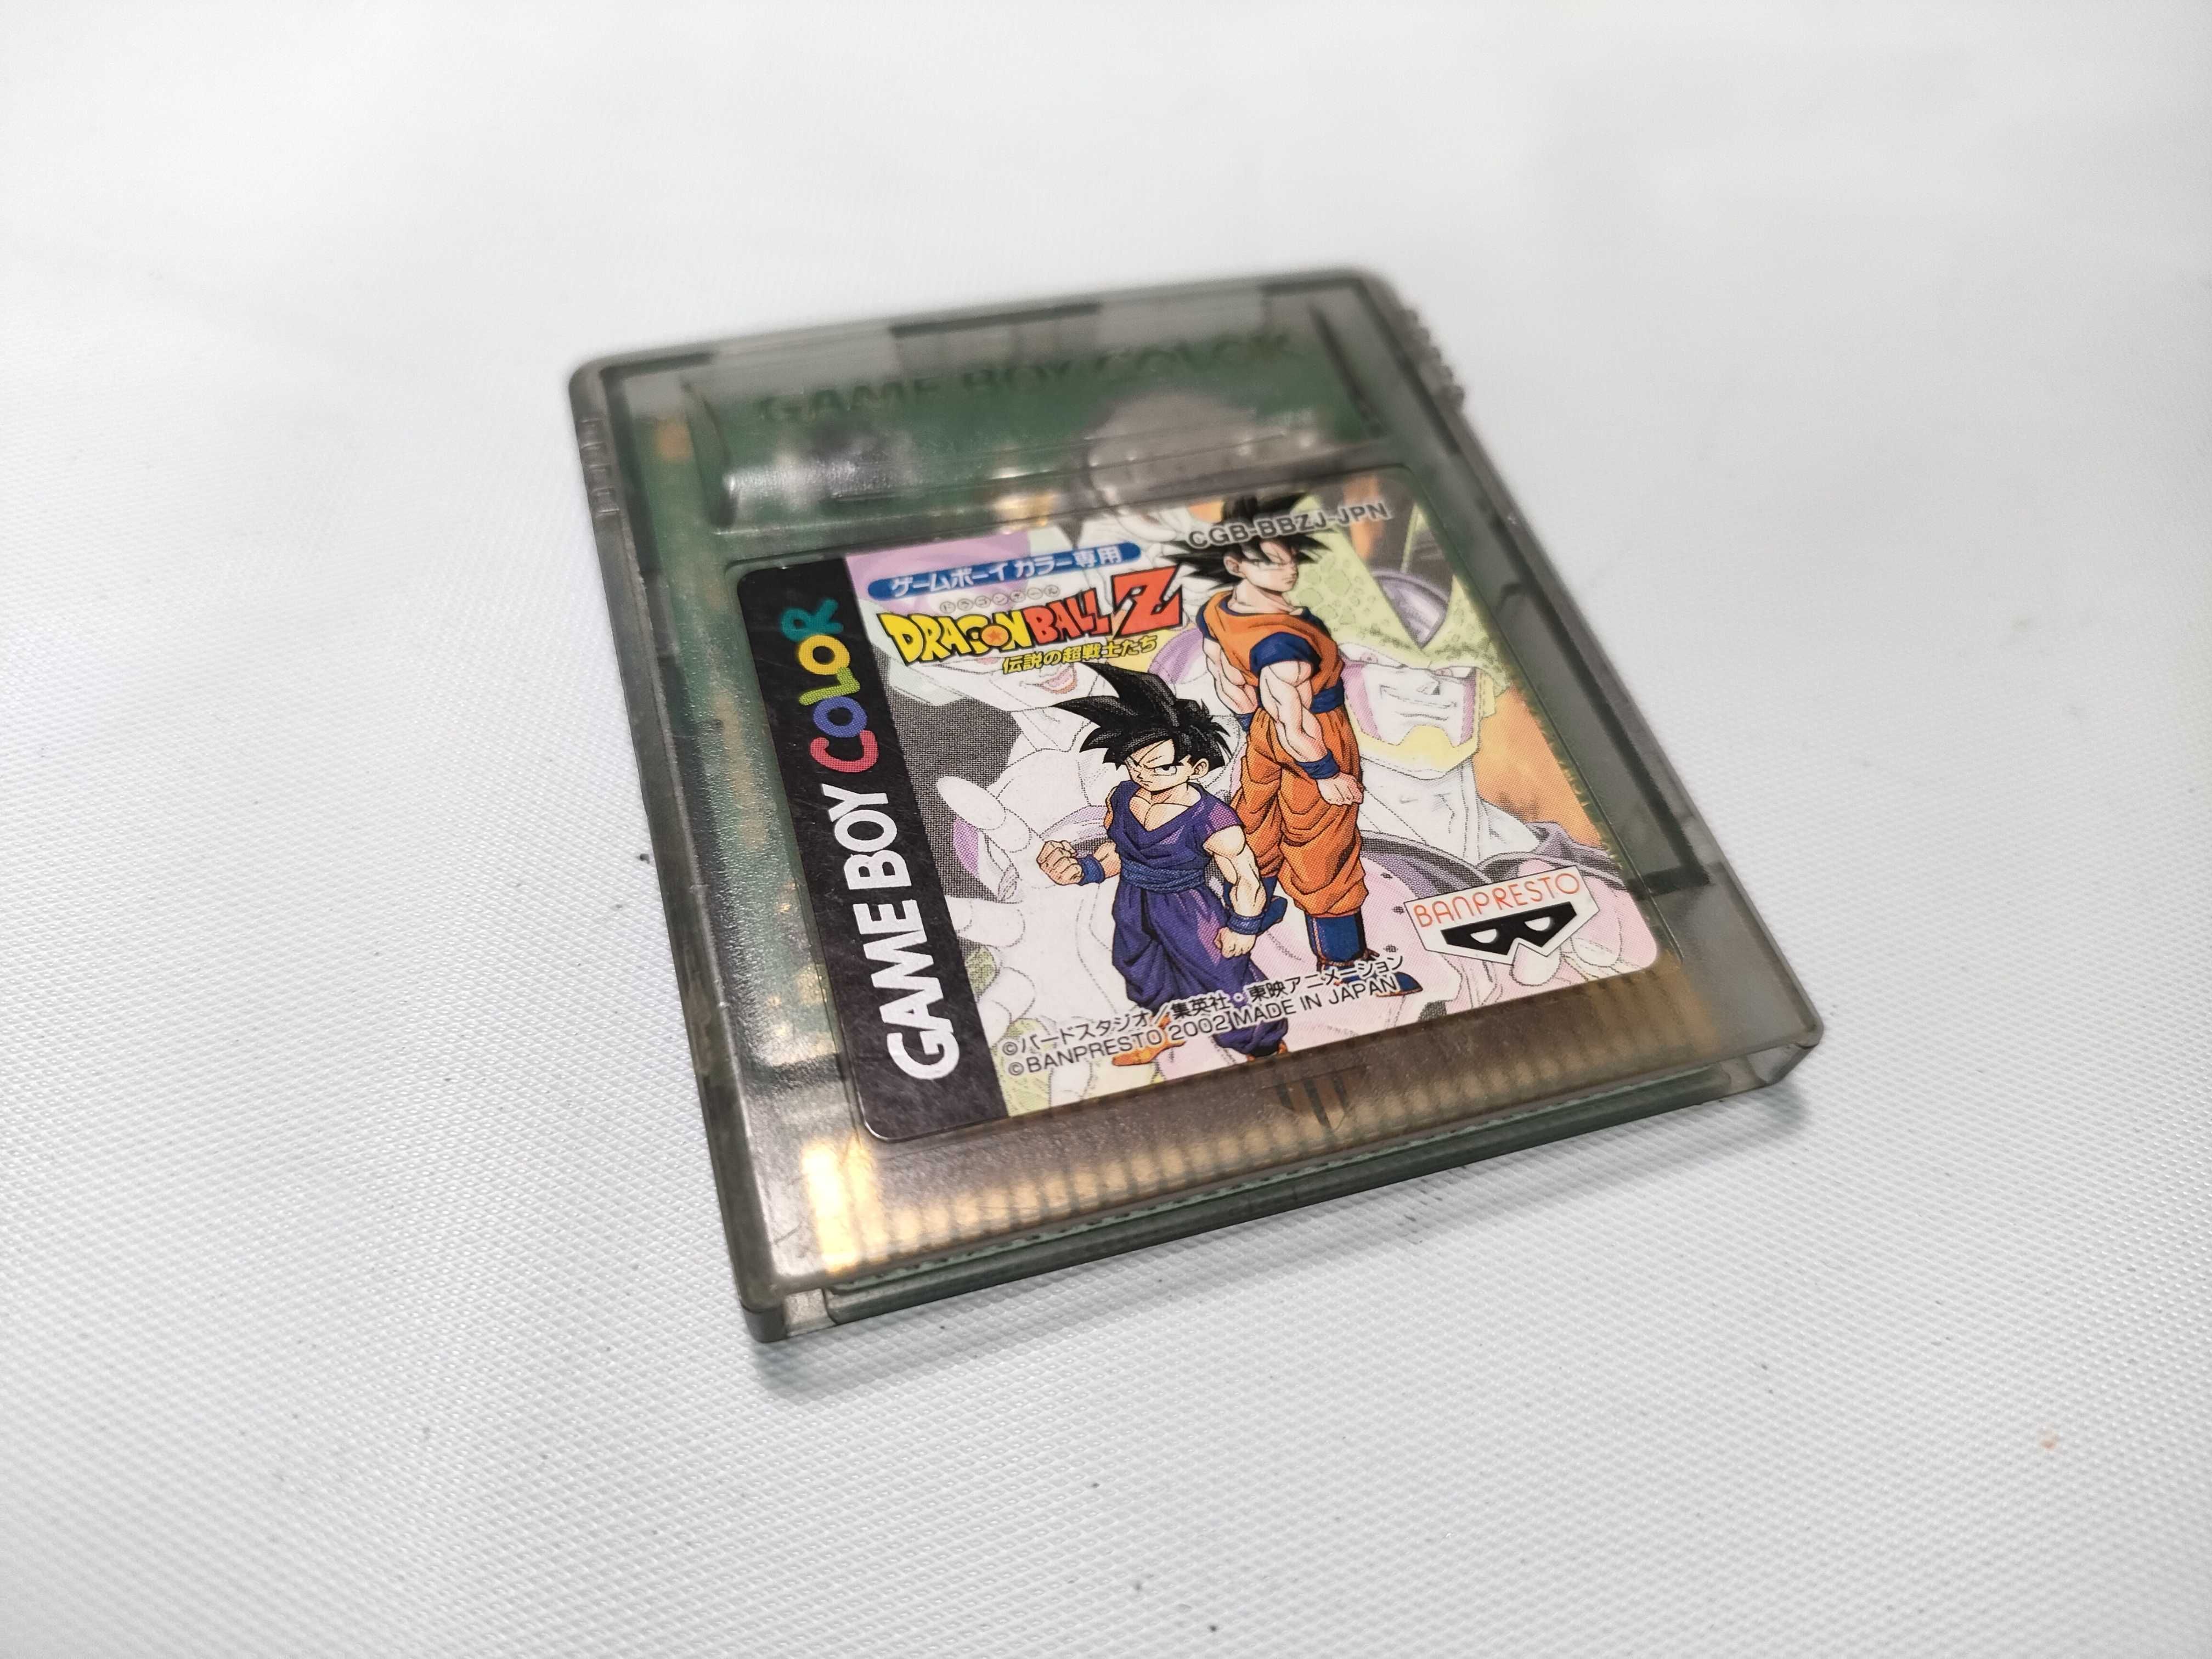 GAME BOY COLOR
CGB-BBZJ-JPN
ゲームボーイ カラー専用
ドラゴンボール
DRAGON BALL Z
伝説の超戦士たち
GAME BOY COLOR
BANPRESTO
©バードスタジオ/集英社・東映アニメーション
©BANPRESTO 2002 MADE IN JAPAN